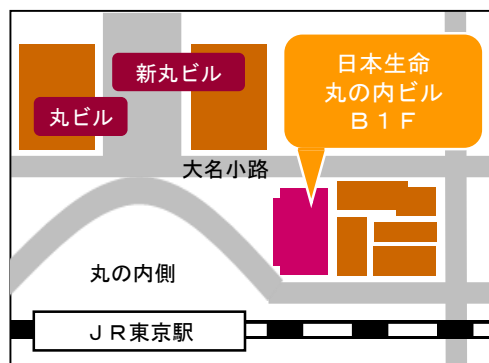 新丸ビル
丸ビル
日本生命
丸の内ビル
Ｂ１Ｆ
大名小路
丸の内側
ＪＲ東京駅